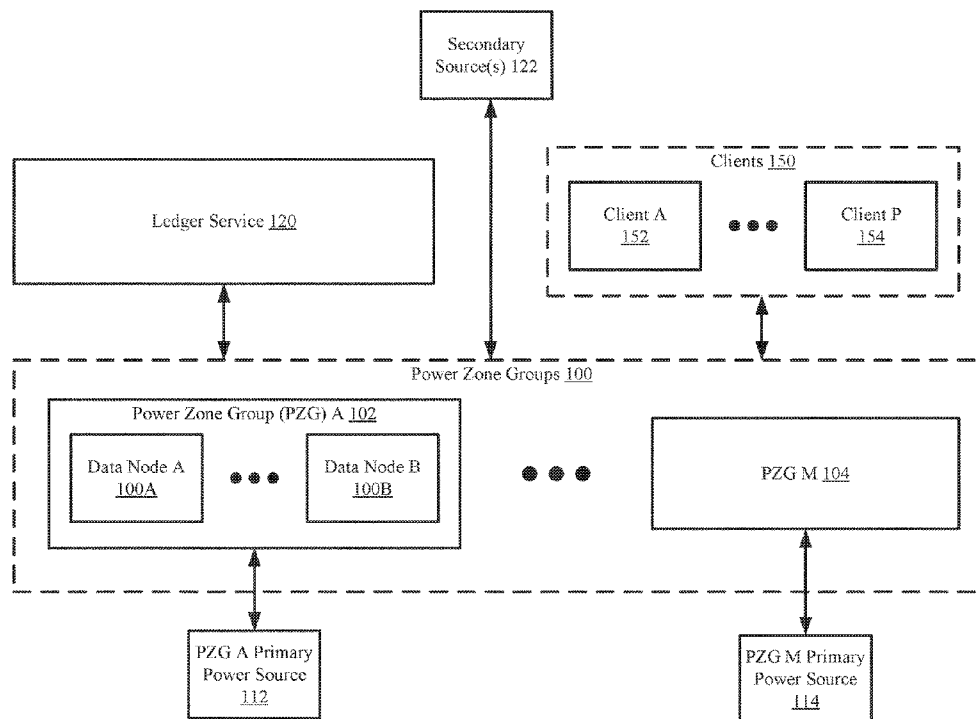 Secondary
Source(s) 122
Clients 150
Ledger Service 120
Client A
152
Client P
154
Power Zone Groups 100
Power Zone Group (PZG) A 102
Data Node A
100A
Data Node B
100B
PZG M 104
PZG A Primary
Power Source
112
PZG M Primary
Power Source
114